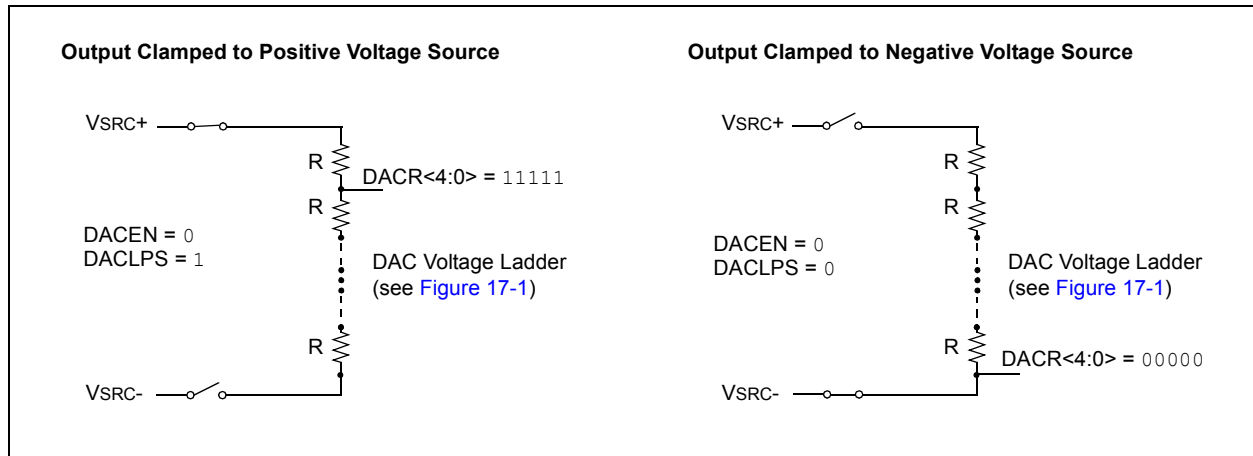 Output Clamped to Positive Voltage Source
VSRC+
R
DACR<4:0> = 11111
R
DACEN = 0
DACLPS = 1
DAC Voltage Ladder
(see Figure 17-1)
R
VSRC-
Output Clamped to Negative Voltage Source
VSRC+
R
R
DACEN = 0
DACLPS = 0
DAC Voltage Ladder
(see Figure 17-1)
R
DACR<4:0> = 00000
VSRC-